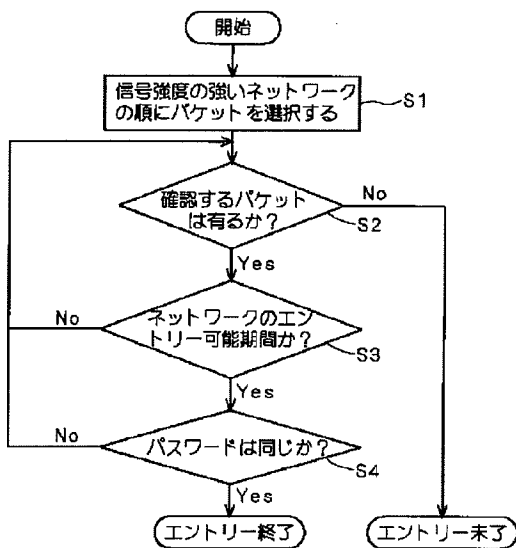 開始
信号強度の強いネットワーク
の順にパケットを選択する
S1
確認するパケット
は有るか?
No
S2
Yes
ネットワークのエント
リー可能期間か?
No
S3
Yes
パスワードは同じか?
No
S4
Yes
エントリー終了
エントリー未了